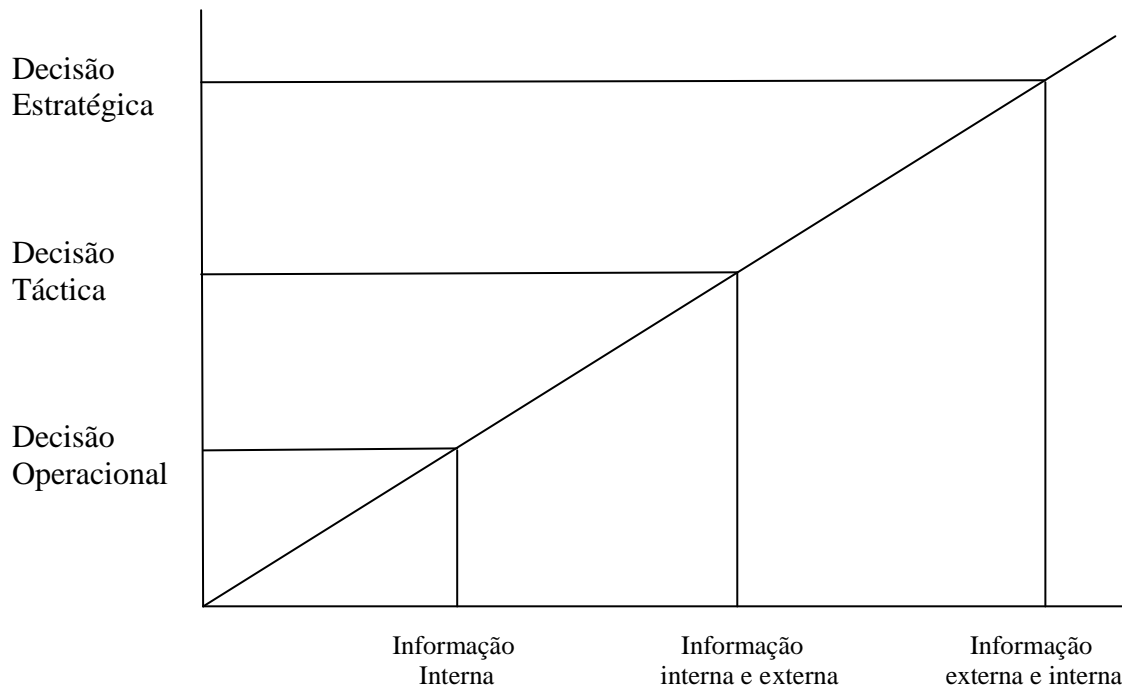 Decisão
Estratégica
Decisão
Táctica
Decisão
Operacional
Informação
Interna
Informação
interna e externa
Informação
externa e interna